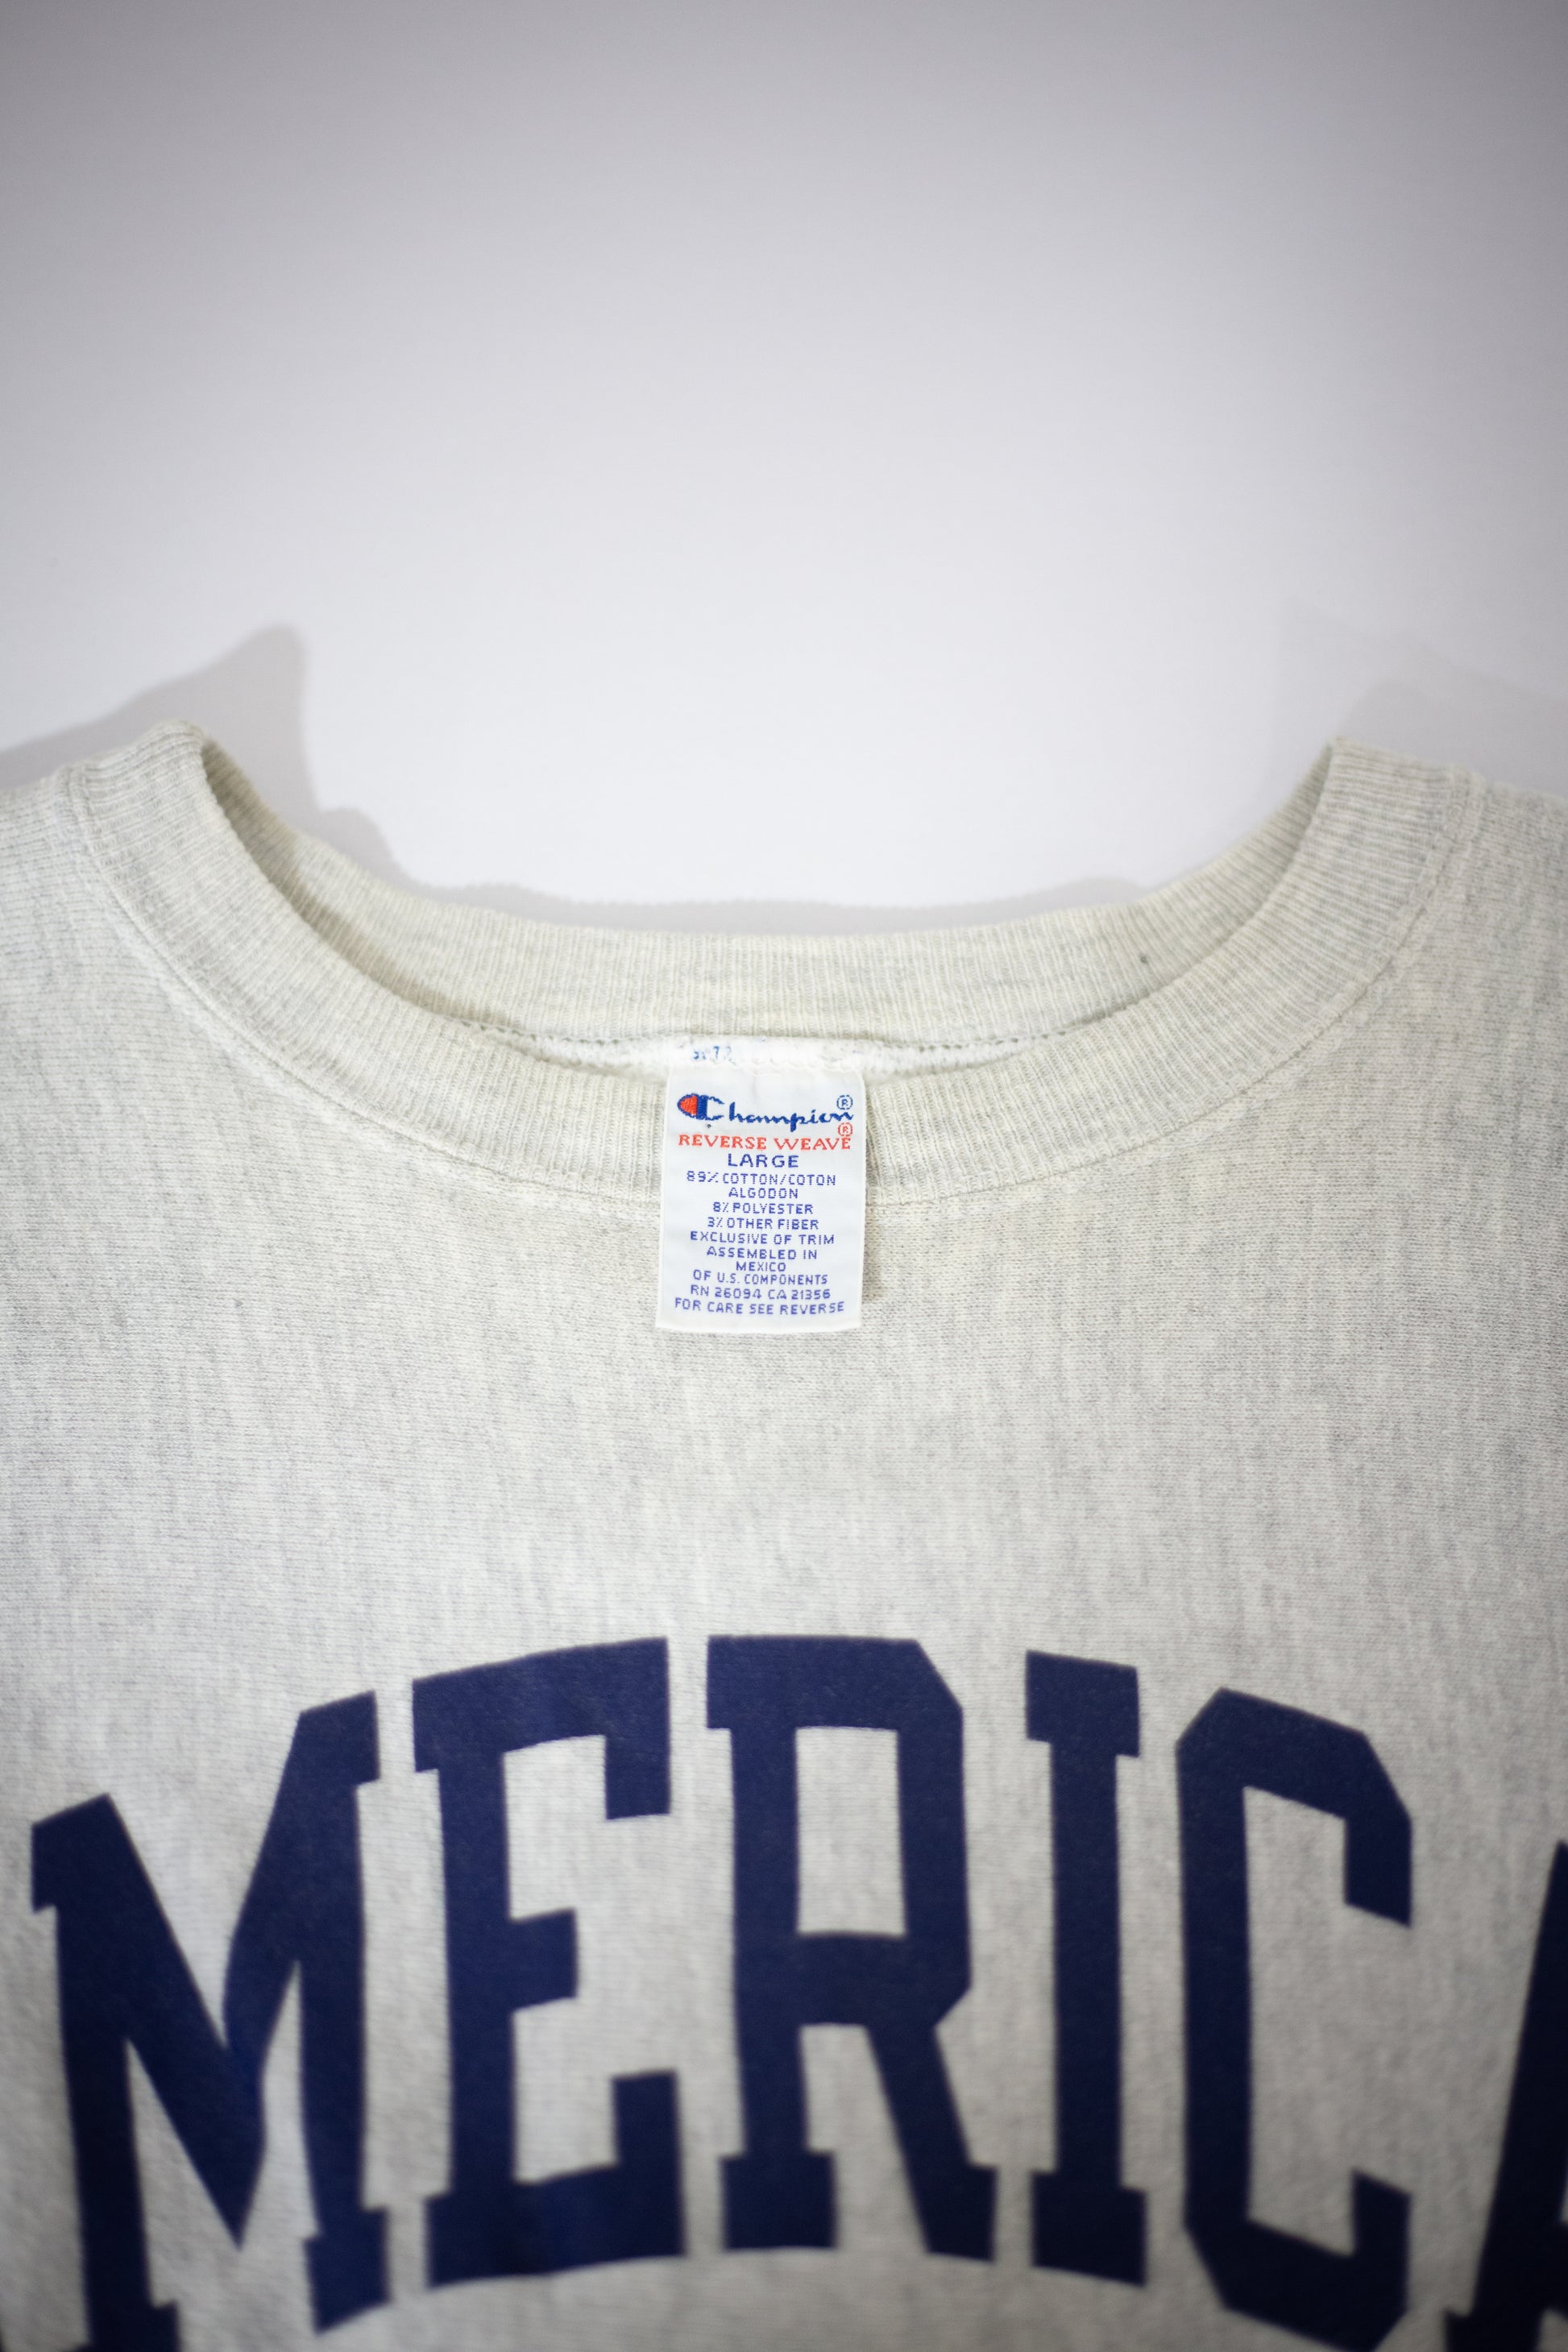 Champion®
REVERSE WEAVE®
LARGE
89% COTTON/COTON
ALGODON
8% POLYESTER
3% OTHER FIBER
EXCLUSIVE OF TRIM
ASSEMBLED IN
MEXICO
OF U.S. COMPONENTS
RN 26094 CA 21356
FOR CARE SEE REVERSE
MERICA